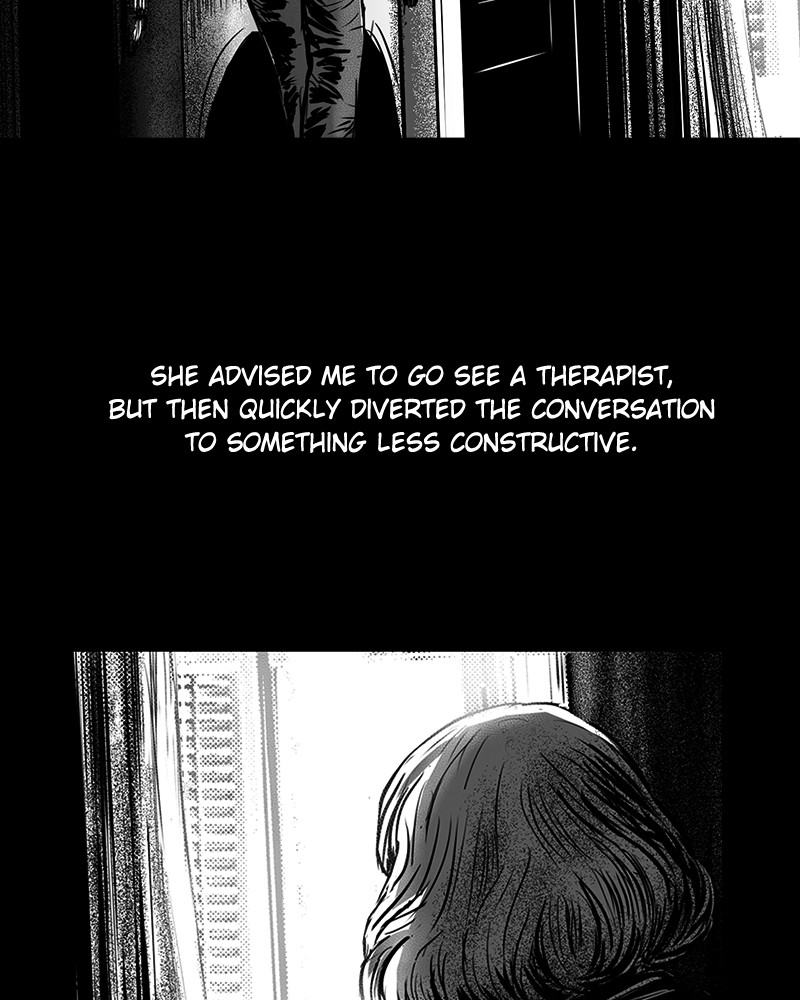 SHE ADVISED ME TO GO SEE A THERAPIST,
BUT THEN QUICKLY DIVERTED THE CONVERSATION
TO SOMETHING LESS CONSTRUCTIVE.